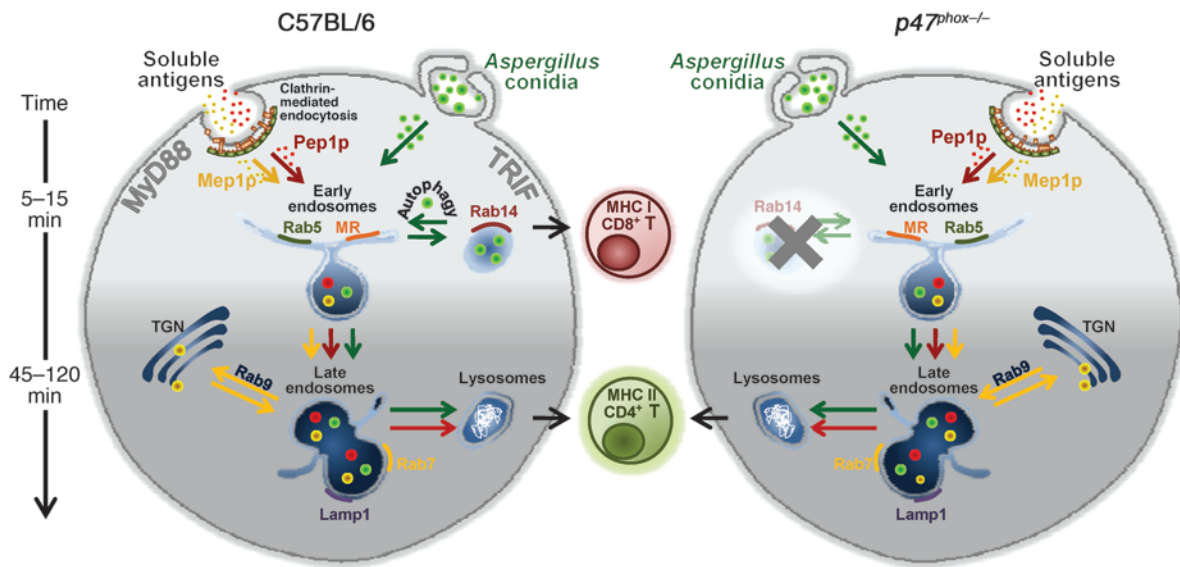 C57BL/6
p47phox–/–
Time
5–15
min
45–120
min
Soluble
antigens
Clathrin-
mediated
endocytosis
Aspergillus
conidia
MyD88
TRIF
Pep1p
Mep1p
Early
endosomes
Rab5
MR
Autophagy
Rab14
MHC I
CD8+ T
TGN
Rab9
Late
endosomes
Lysosomes
MHC II
CD4+ T
Rab7
Lamp1
Aspergillus
conidia
Soluble
antigens
Pep1p
Mep1p
Early
endosomes
Rab14
MR
Rab5
TGN
Rab9
Late
endosomes
Lysosomes
Rab7
Lamp1